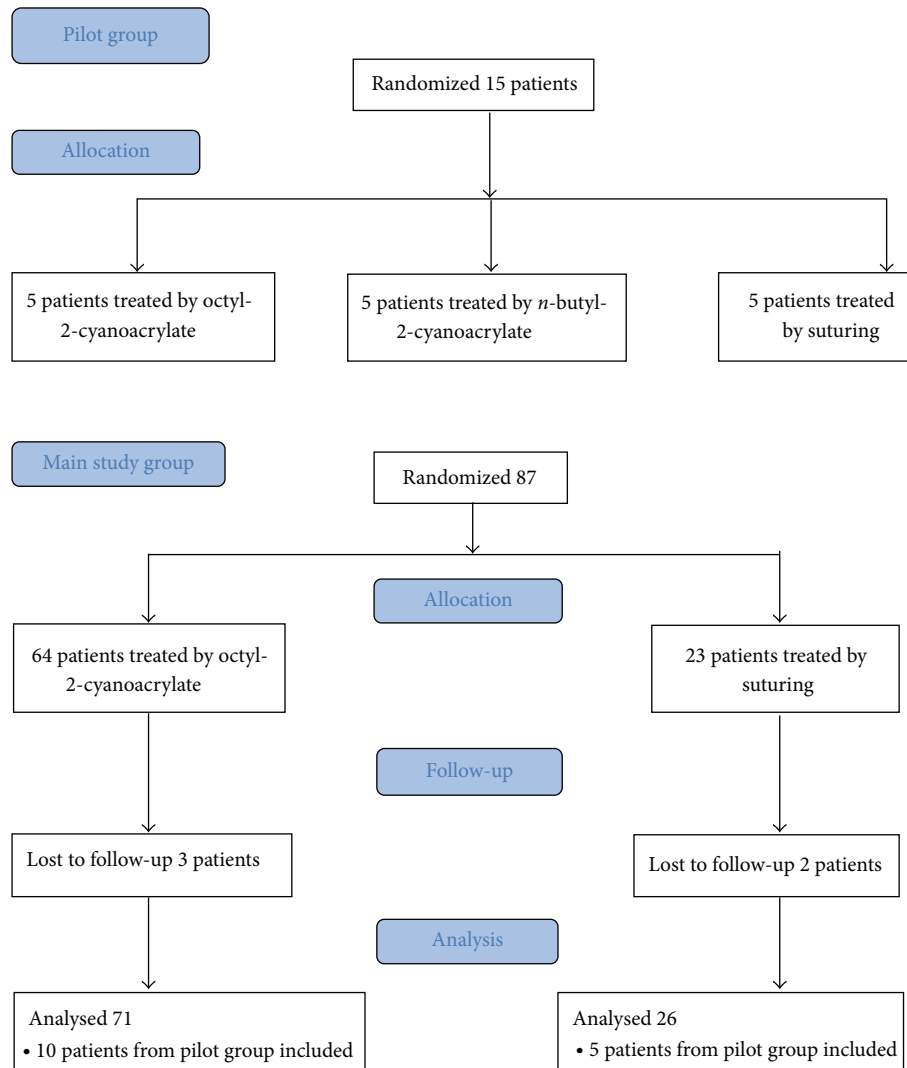 Pilot group
Randomized 15 patients
Allocation
5 patients treated by octyl-
2-cyanoacrylate
5 patients treated by n-butyl-
2-cyanoacrylate
5 patients treated
by suturing
Main study group
Randomized 87
Allocation
64 patients treated by octyl-
2-cyanoacrylate
23 patients treated by
suturing
Follow-up
Lost to follow-up 3 patients
Lost to follow-up 2 patients
Analysis
Analysed 71
• 10 patients from pilot group included
Analysed 26
• 5 patients from pilot group included